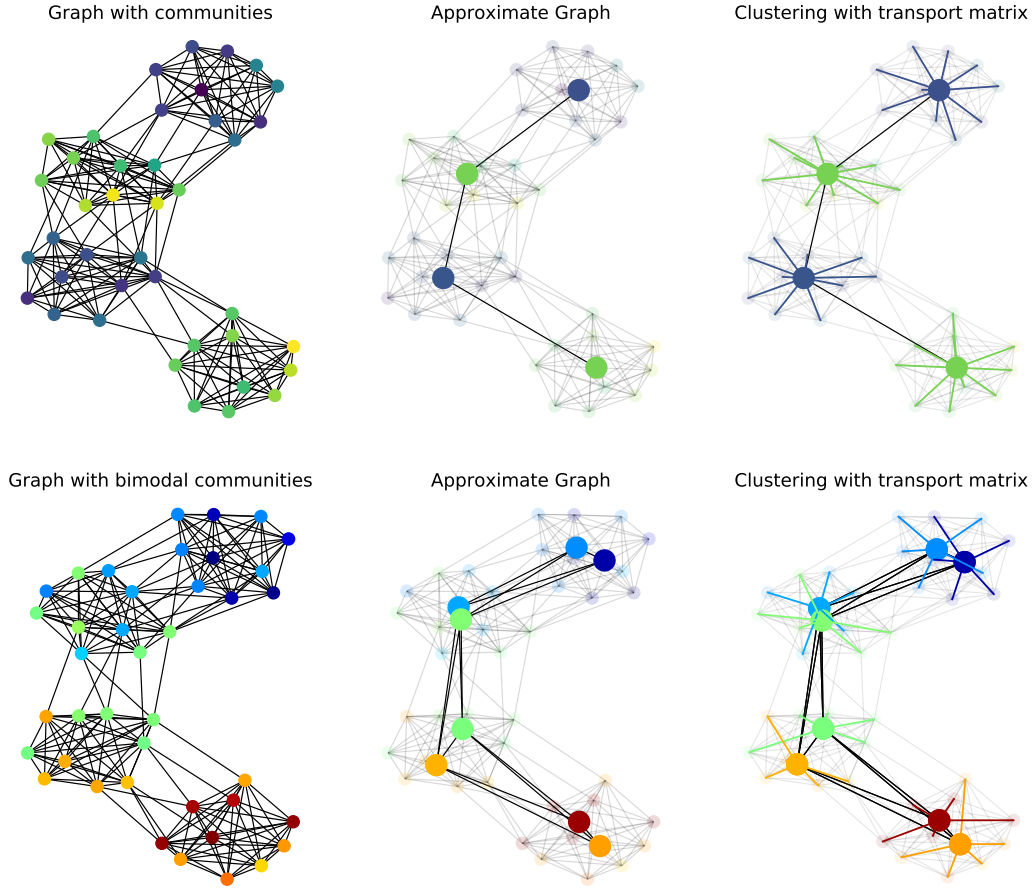 Graph with communities
Approximate Graph
Clustering with transport matrix
Graph with bimodal communities
Approximate Graph
Clustering with transport matrix